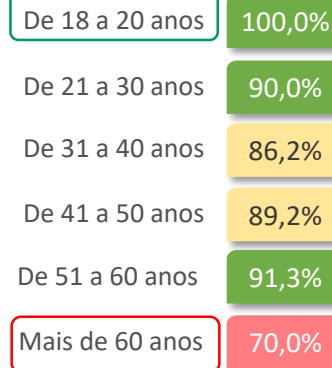 De 18 a 20 anos 100,0%
De 21 a 30 anos 90,0%
De 31 a 40 anos 86,2%
De 41 a 50 anos 89,2%
De 51 a 60 anos 91,3%
Mais de 60 anos 70,0%